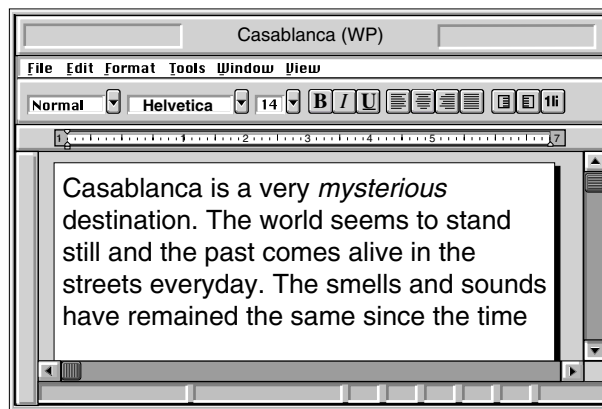 Casablanca (WP)
File Edit Format Tools Window View
Normal Helvetica 14 B I U 1li
1 1 2 3 4 5 7
Casablanca is a very mysterious
destination. The world seems to stand
still and the past comes alive in the
streets everyday. The smells and sounds
have remained the same since the time